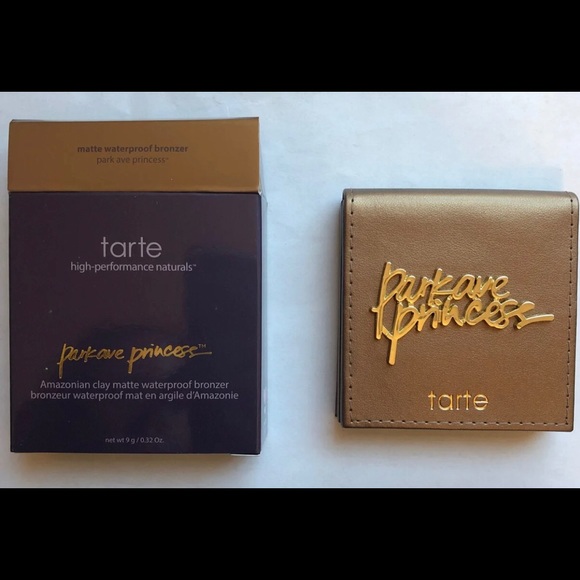 matte waterproof bronzer
park ave princess™
tarte
high-performance naturals™
park ave princess™
Amazonian clay matte waterproof bronzer
bronzeur waterproof mat en argile d'Amazonie
net wt 9 g / 0.32 Oz.
park ave
princess
tarte